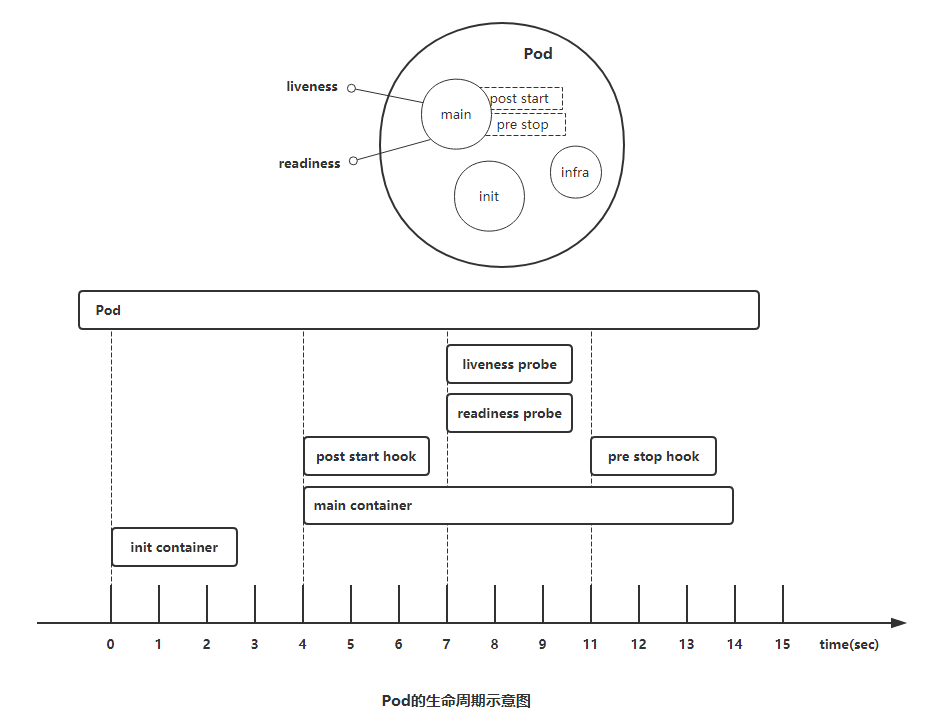 Pod
liveness
post start
main
pre stop
readiness
infra
init
Pod
liveness probe
readiness probe
post start hook
pre stop hook
main container
init container
0 1 2 3 4 5 6 7 8 9 10 11 12 13 14 15 time(sec)
Pod的生命周期示意图